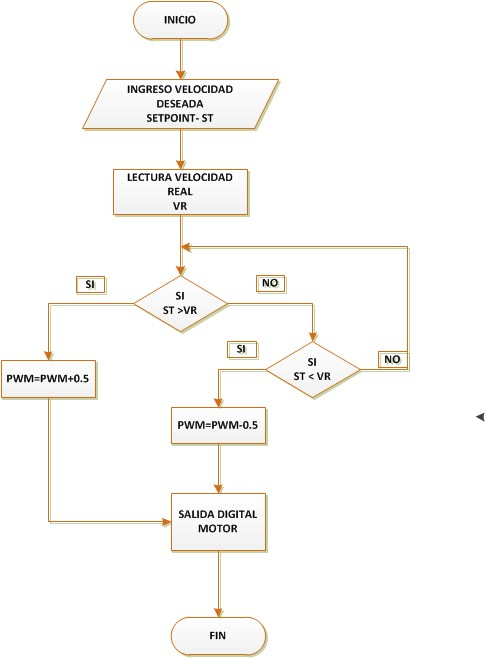 INICIO
INGRESO VELOCIDAD
DESEADA
SETPOINT- ST
LECTURA VELOCIDAD
REAL
VR
SI
NO
SI
ST >VR
SI
NO
SI
ST < VR
PWM=PWM+0.5
PWM=PWM-0.5
SALIDA DIGITAL
MOTOR
FIN